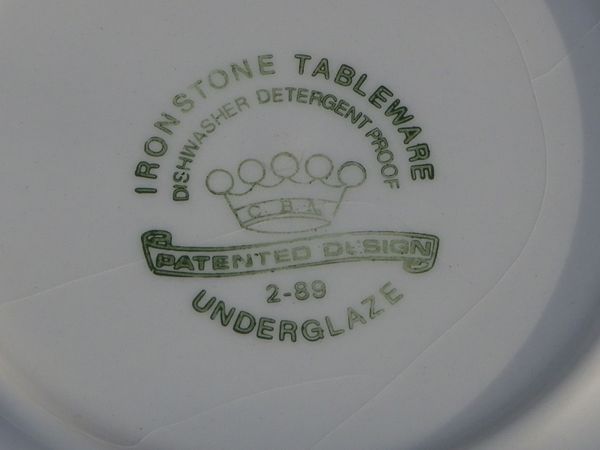 IRONSTONE TABLEWARE
DISHWASHER DETERGENT PROOF
C.B.A.
PATENTED DESIGN
2-89
UNDERGLAZE